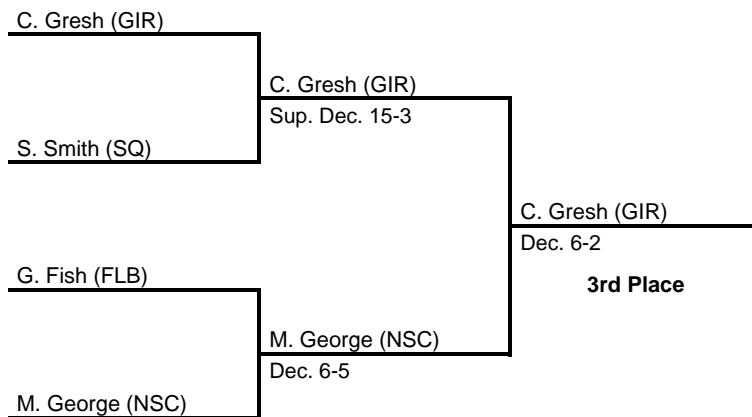 C. Gresh (GIR)
C. Gresh (GIR)
Sup. Dec. 15-3
S. Smith (SQ)
C. Gresh (GIR)
Dec. 6-2
3rd Place
G. Fish (FLB)
M. George (NSC)
Dec. 6-5
M. George (NSC)